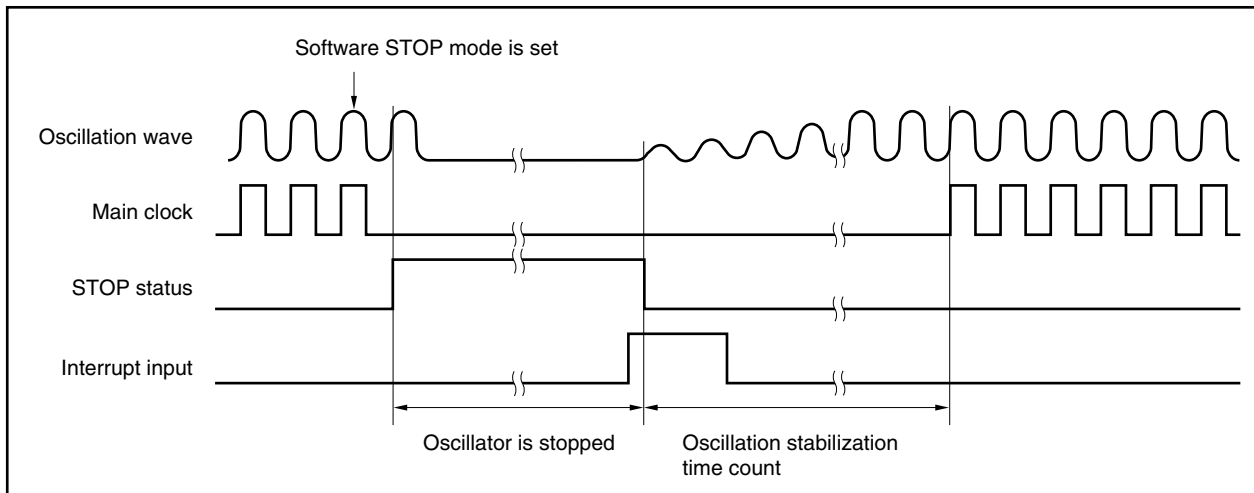 Software STOP mode is set
Oscillation wave
Main clock
STOP status
Interrupt input
Oscillator is stopped
Oscillation stabilization
time count